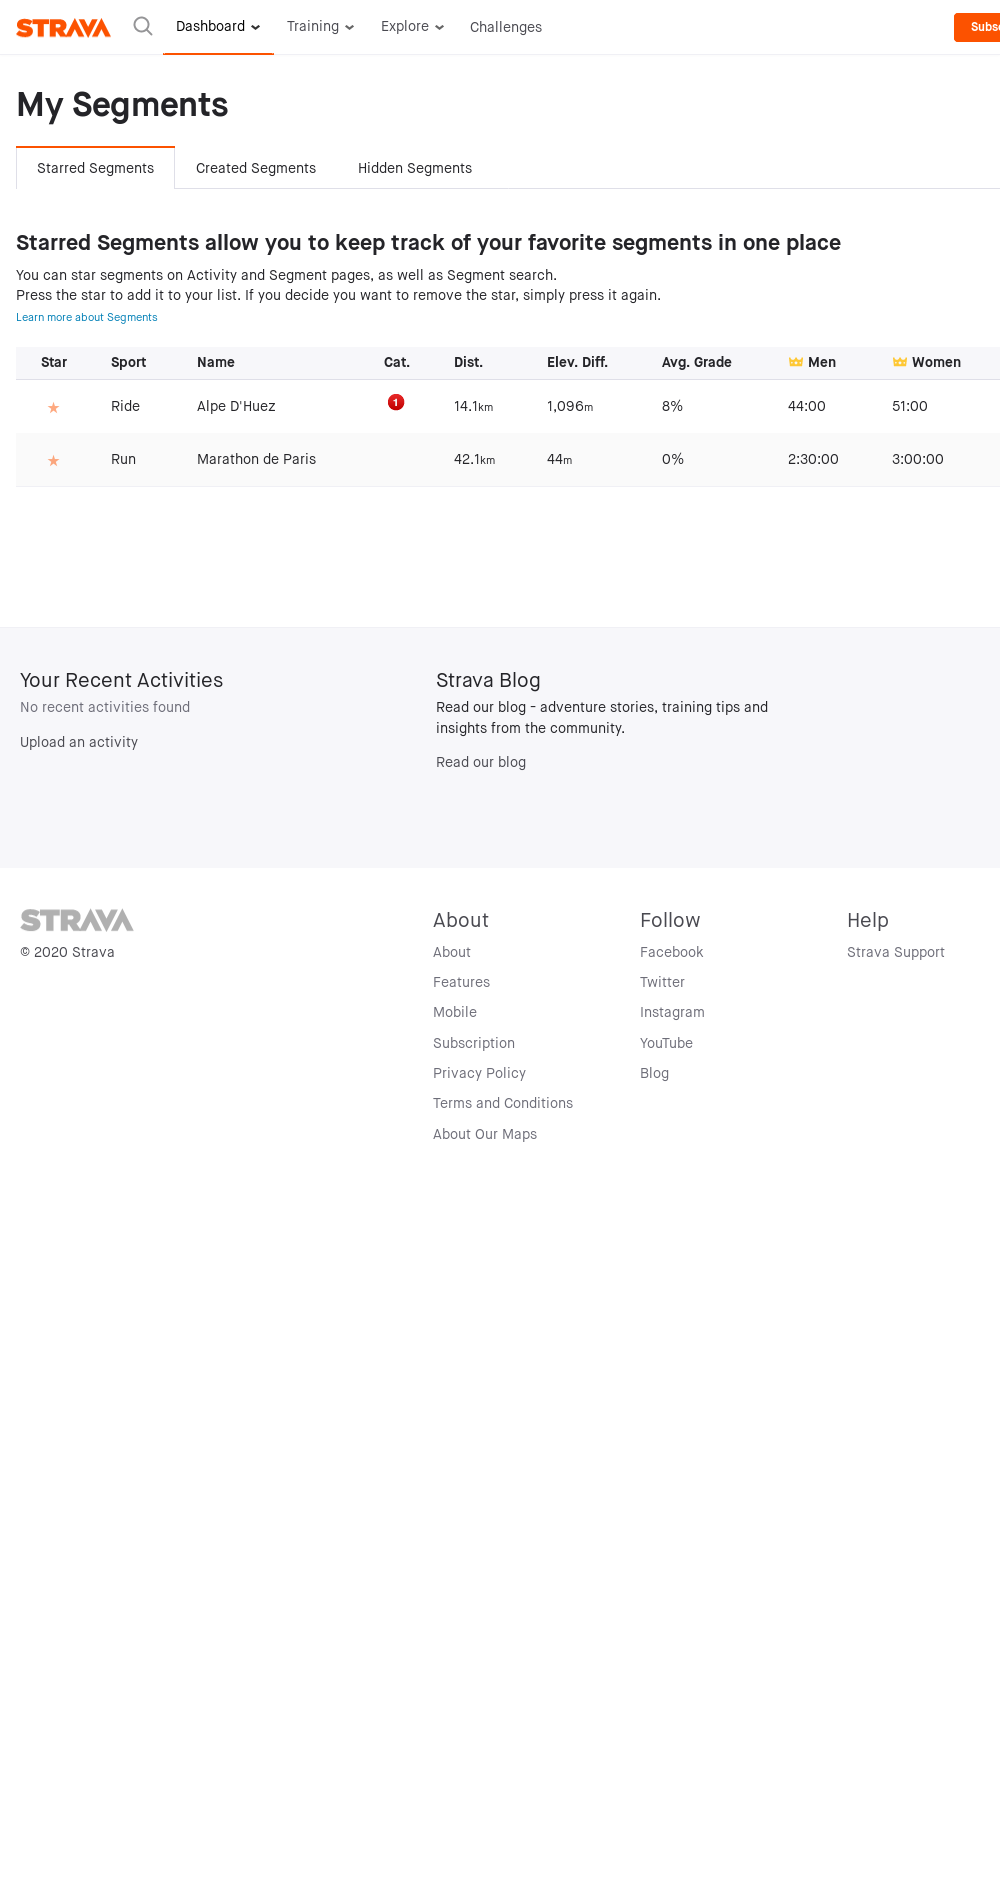 STRAVA Dashboard Training Explore Challenges
My Segments
Starred Segments Created Segments Hidden Segments
Starred Segments allow you to keep track of your favorite segments in one place
You can star segments on Activity and Segment pages, as well as Segment search.
Press the star to add it to your list. If you decide you want to remove the star, simply press it again.
Learn more about Segments
Star Sport Name Cat. Dist. Elev. Diff. Avg. Grade Men Women
Ride Alpe D'Huez 1 14.1km 1,096m 8% 44:00 51:00
Run Marathon de Paris 42.1km 44m 0% 2:30:00 3:00:00
Your Recent Activities
No recent activities found
Upload an activity
Strava Blog
Read our blog - adventure stories, training tips and
insights from the community.
Read our blog
STRAVA
© 2020 Strava
About
About
Features
Mobile
Subscription
Privacy Policy
Terms and Conditions
About Our Maps
Follow
Facebook
Twitter
Instagram
YouTube
Blog
Help
Strava Support